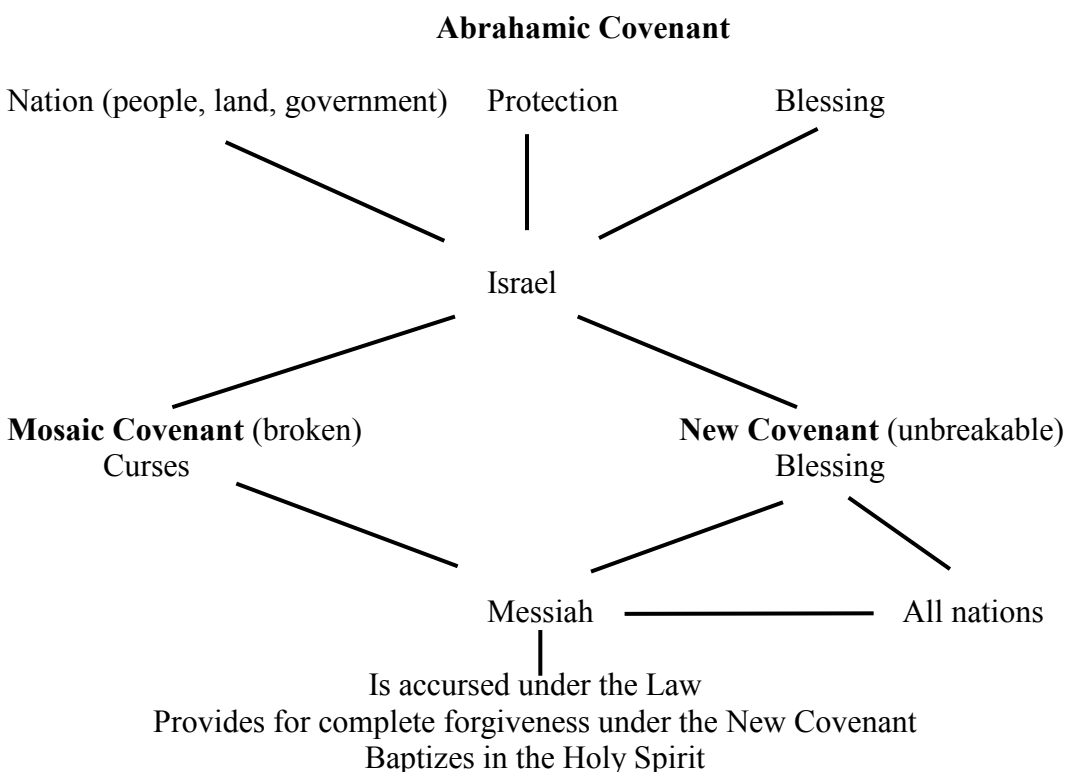 Abrahamic Covenant
Nation (people, land, government) Protection Blessing
Israel
Mosaic Covenant (broken) New Covenant (unbreakable)
Curses Blessing
Messiah All nations
Is accursed under the Law
Provides for complete forgiveness under the New Covenant
Baptizes in the Holy Spirit